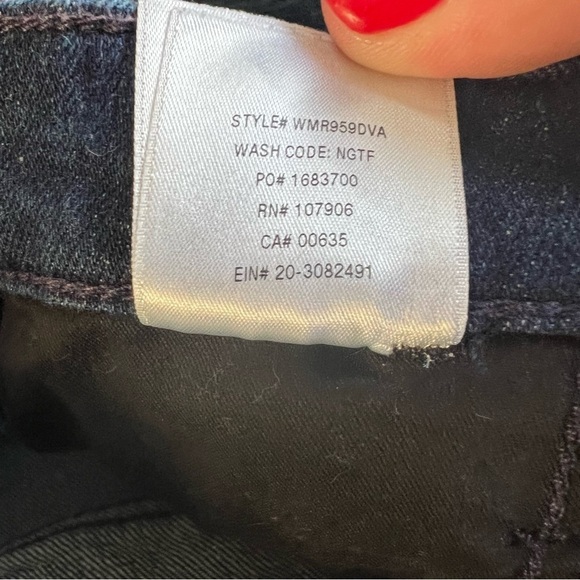 STYLE# WMR959DVA
WASH CODE: NGTF
PO# 1683700
RN# 107906
CA# 00635
EIN# 20-3082491